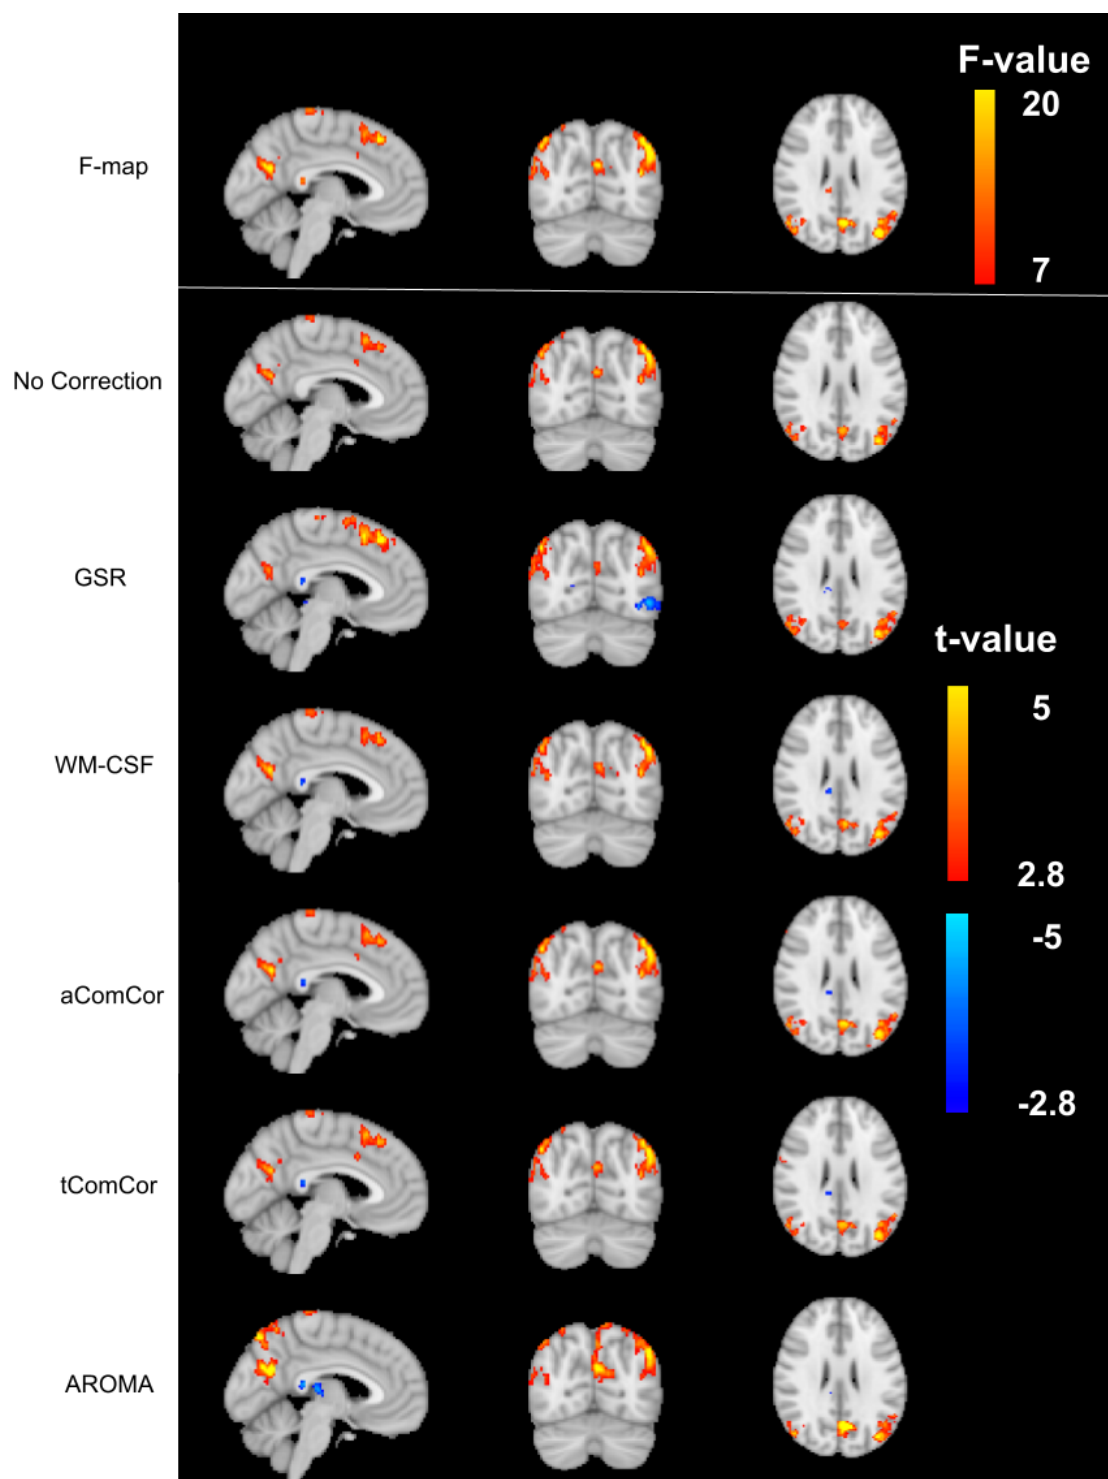 F-value
20
F-map
7
No Correction
GSR
t-value
5
WM-CSF
2.8
-5
aComCor
-2.8
tComCor
AROMA